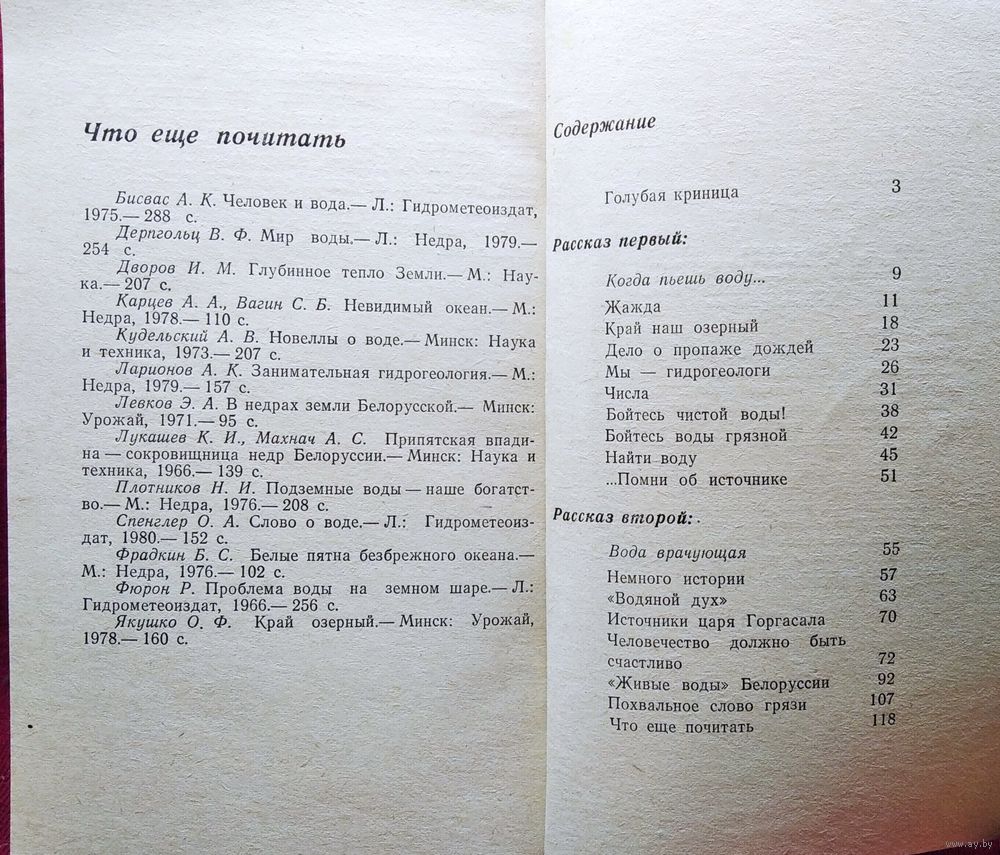 Что еще почитать
Бисвас А. К. Человек и вода.— Л.: Гидрометеоиздат,
1975.— 288 с.
Дерпгольц В. Ф. Мир воды.— Л.: Недра, 1979.—
254 с.
Дворов И. М. Глубинное тепло Земли.— М.: Нау-
ка.— 207 с.
Карцев А. А., Вагин С. Б. Невидимый океан.— М.:
Недра, 1978.— 110 с.
Кудельский А. В. Новеллы о воде.— Минск: Наука
и техника, 1973.— 207 с.
Ларионов А. К. Занимательная гидрогеология.— М.:
Недра, 1979.— 157 с.
Левков Э. А. В недрах земли Белорусской.— Минск:
Урожай, 1971.— 95 с.
Лукашев К. И., Махнач А. С. Припятская впади-
на — сокровищница недр Белоруссии.— Минск: Наука и
техника, 1966.— 139 с.
Плотников Н. И. Подземные воды — наше богатст-
во.— М.: Недра, 1976.— 208 с.
Спенглер О. А. Слово о воде.— Л.: Гидрометеоиз-
дат, 1980.— 152 с.
Фрадкин Б. С. Белые пятна безбрежного океана.—
М.: Недра, 1976.— 102 с.
Фюрон Р. Проблема воды на земном шаре.— Л.:
Гидрометеоиздат, 1966.— 256 с.
Якушко О. Ф. Край озерный.— Минск: Урожай,
1978.— 160 с.
Содержание
Голубая криница 3
Рассказ первый:
Когда пьешь воду... 9
Жажда 11
Край наш озерный 18
Дело о пропаже дождей 23
Мы — гидрогеологи 26
Числа 31
Бойтесь чистой воды! 38
Бойтесь воды грязной 42
Найти воду 45
...Помни об источнике 51
Рассказ второй:.
Вода врачующая 55
Немного истории 57
«Водяной дух» 63
Источники царя Горгасала 70
Человечество должно быть
счастливо 72
«Живые воды» Белоруссии 92
Похвальное слово грязи 107
Что еще почитать 118
www.ay.by